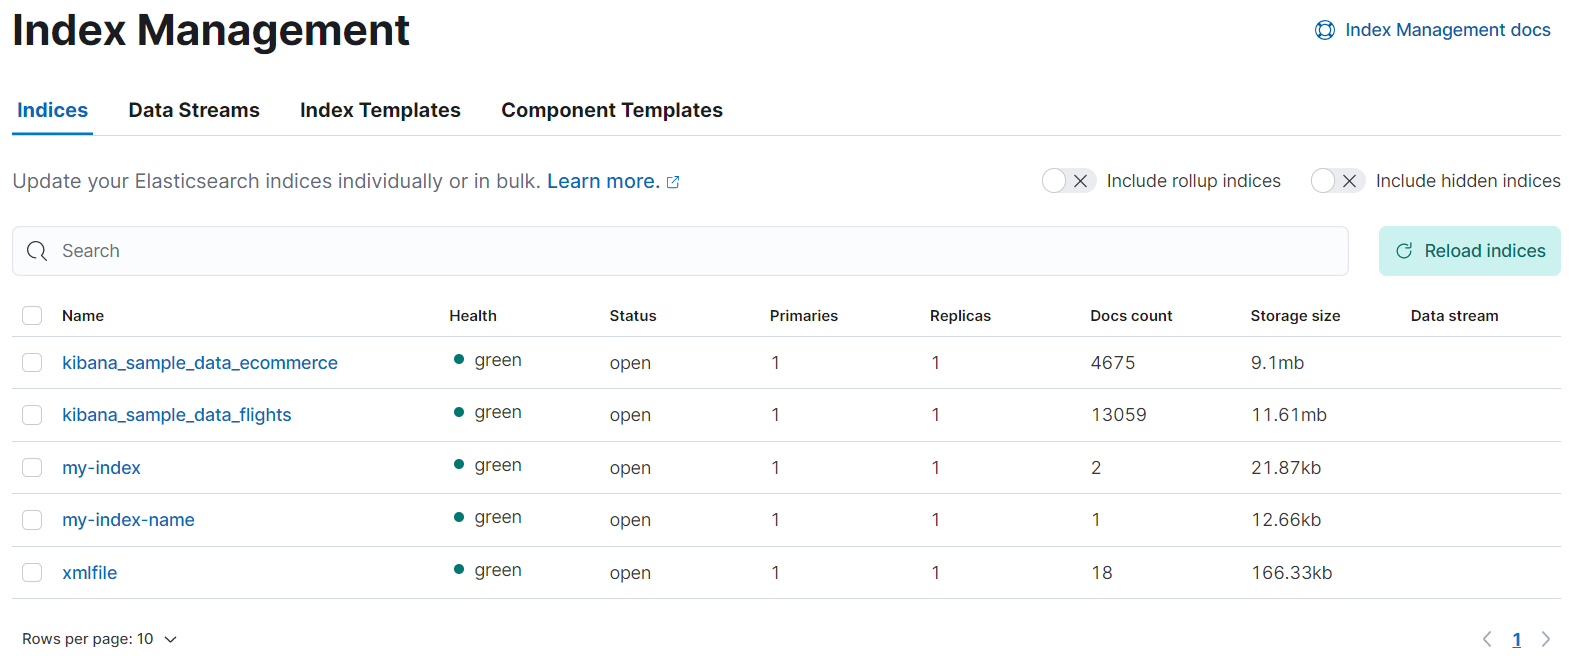 Index Management
Index Management docs
Indices Data Streams Index Templates Component Templates
Update your Elasticsearch indices individually or in bulk. Learn more.
Include rollup indices Include hidden indices
Search
Reload indices
Name Health Status Primaries Replicas Docs count Storage size Data stream
kibana_sample_data_ecommerce green open 1 1 4675 9.1mb
kibana_sample_data_flights green open 1 1 13059 11.61mb
my-index green open 1 1 2 21.87kb
my-index-name green open 1 1 1 12.66kb
xmlfile green open 1 1 18 166.33kb
Rows per page: 10 1